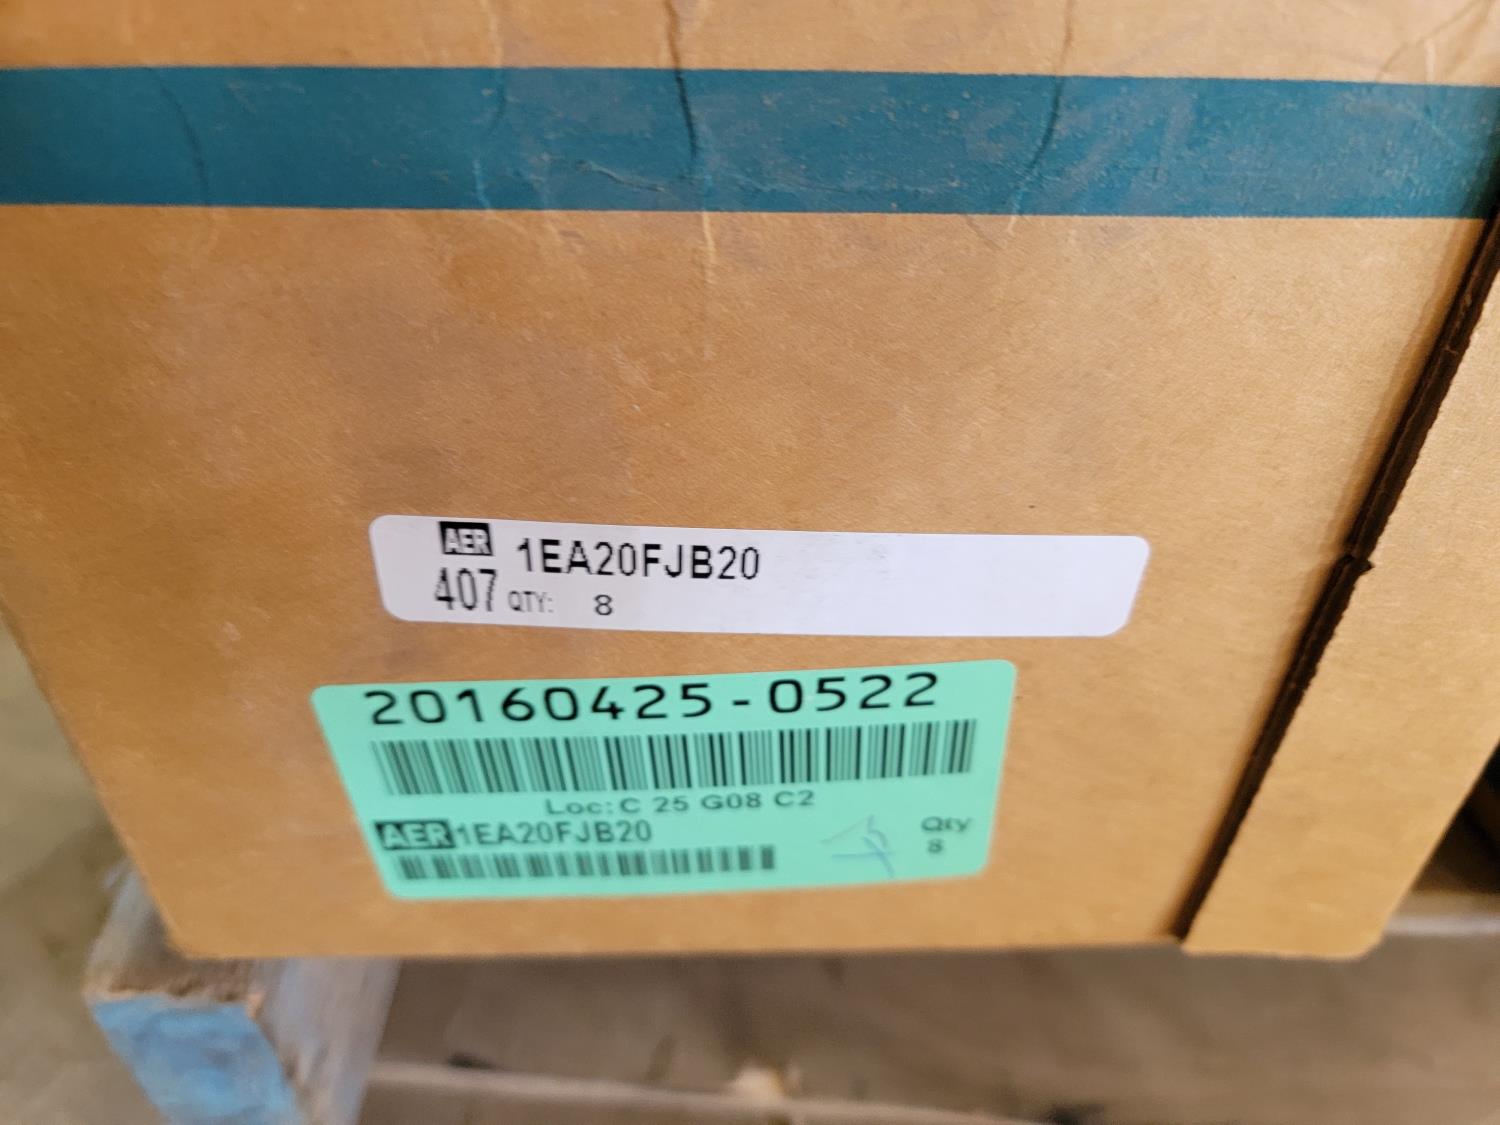 AER 1EA20FJB20
407 QTY: 8
20160425-0522
Loc: C 25 G08 C2
AER 1EA20FJB20
Qty
8